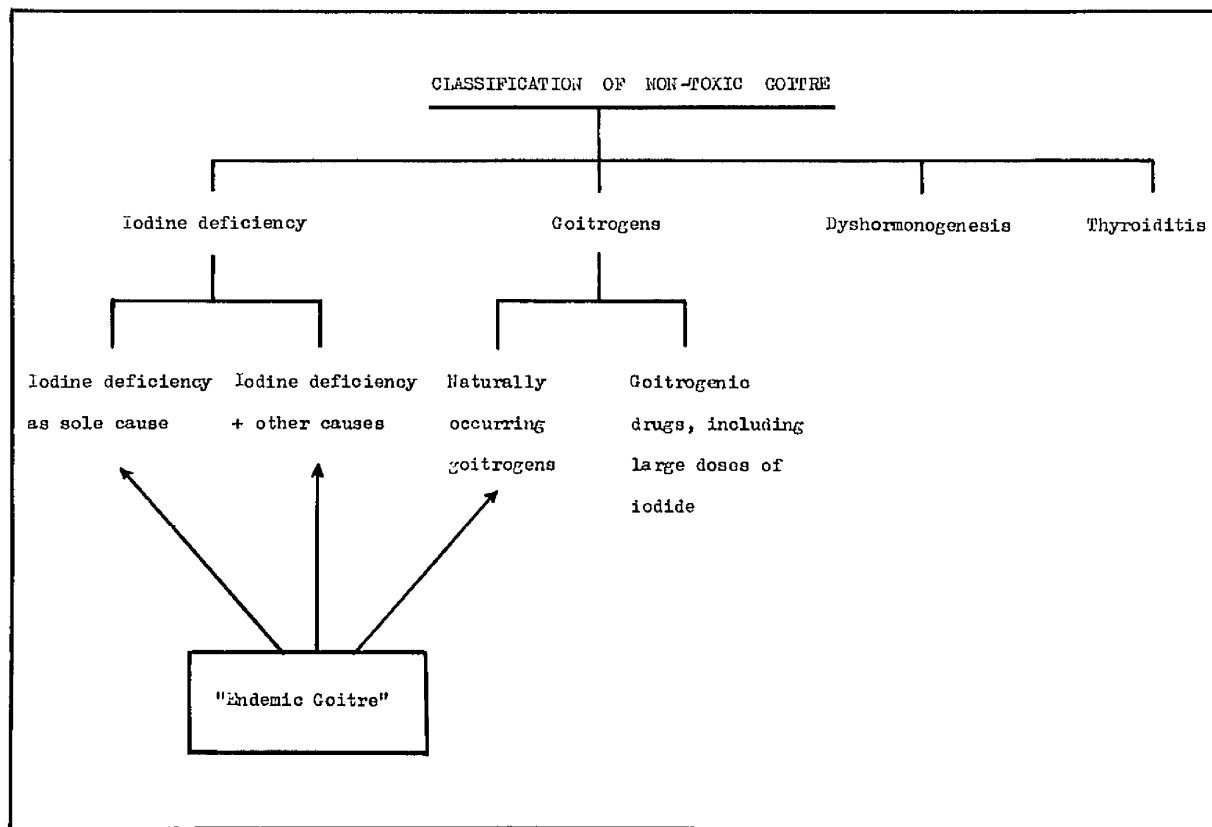 CLASSIFICATION OF NON-TOXIC GOITRE
Iodine deficiency
Goitrogens
Dyshormonogenesis
Thyroiditis
Iodine deficiency
as sole cause
Iodine deficiency
+ other causes
Naturally
occurring
goitrogens
Goitrogenic
drugs, including
large doses of
iodide
"Endemic Goitre"